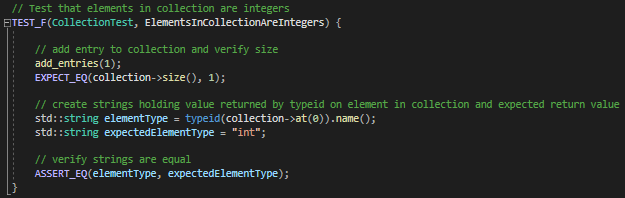 // Test that elements in collection are integers
TEST_F(CollectionTest, ElementsInCollectionAreIntegers) {
// add entry to collection and verify size
add_entries(1);
EXPECT_EQ(collection->size(), 1);
// create strings holding value returned by typeid on element in collection and expected return value
std::string elementType = typeid(collection->at(0)).name();
std::string expectedElementType = "int";
// verify strings are equal
ASSERT_EQ(elementType, expectedElementType);
}